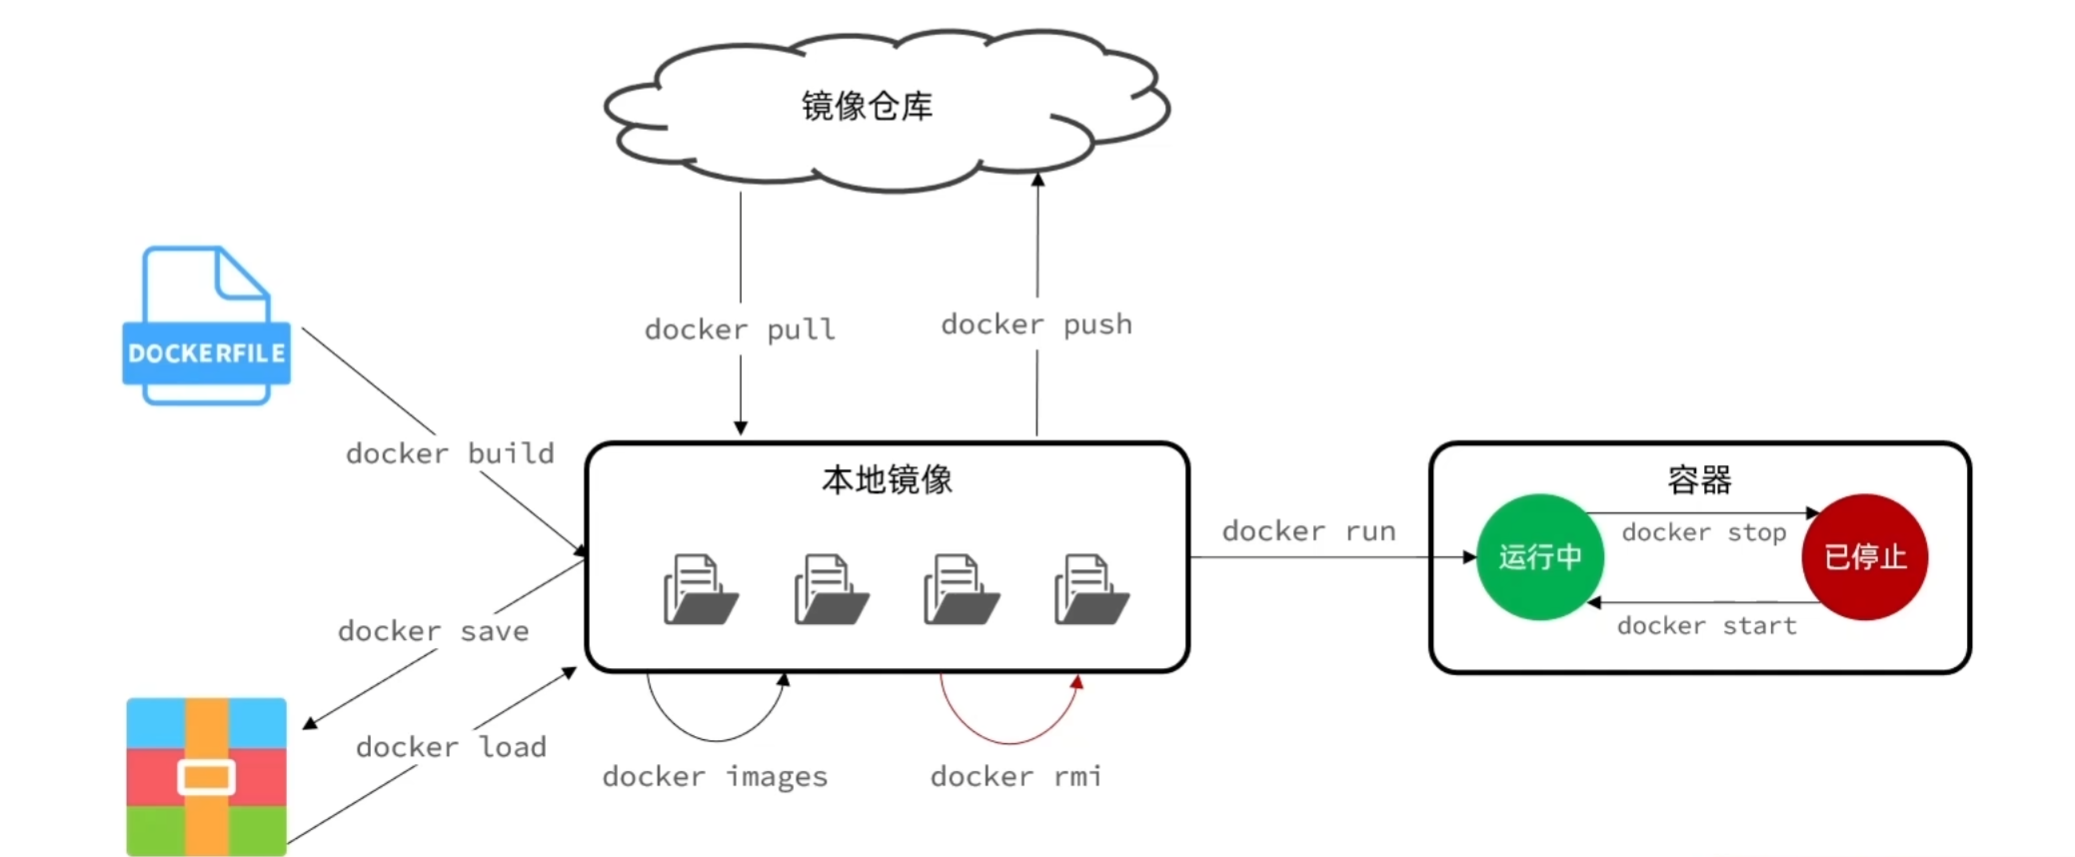 镜像仓库
docker pull
docker push
DOCKERFILE
docker build
本地镜像
容器
docker run
运行中
docker stop
已停止
docker start
docker save
docker load
docker images
docker rmi